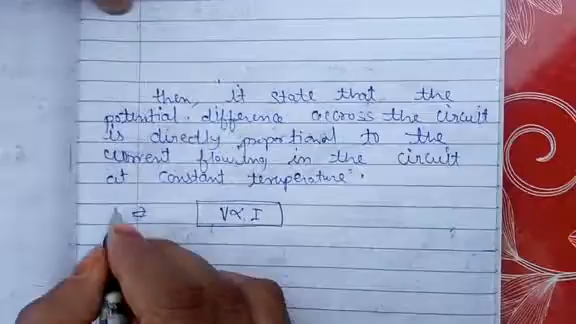 then, it state that the
potential difference accross the circuit
is directly proportional to the
current flowing in the circuit
at constant temperature".
⇒ V∝ I